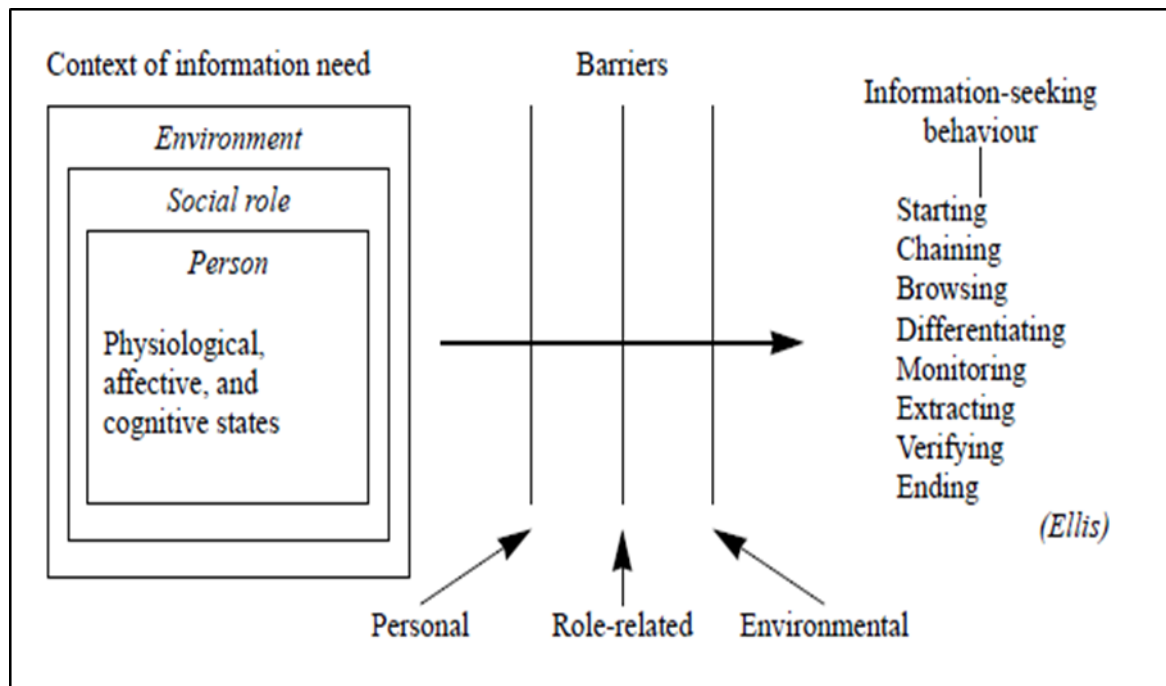 Context of information need
Environment
Social role
Person
Physiological,
affective, and
cognitive states
Barriers
Personal
Role-related
Environmental
Information-seeking
behaviour
Starting
Chaining
Browsing
Differentiating
Monitoring
Extracting
Verifying
Ending
(Ellis)